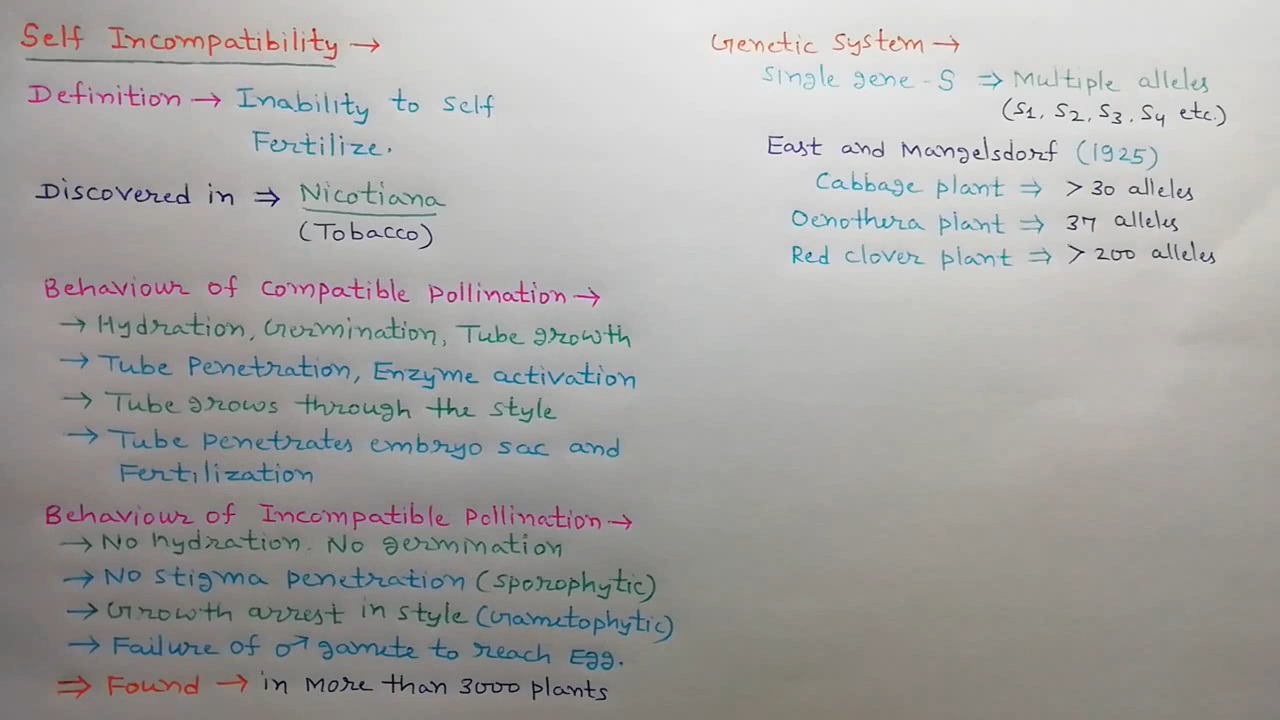 Self Incompatibility →
Definition → Inability to self
Fertilize.
Discovered in ⇒ Nicotiana
(Tobacco)
Behaviour of Compatible Pollination →
→ Hydration, Germination, Tube growth
→ Tube Penetration, Enzyme activation
→ Tube grows through the style
→ Tube penetrates embryo sac and
Fertilization
Behaviour of Incompatible Pollination →
→ No hydration. No germination
→ No stigma penetration (sporophytic)
→ Growth arrest in style (Gametophytic)
→ Failure of ♂ gamete to reach Egg.
⇒ Found → in more than 3000 plants
Genetic System →
Single gene - S ⇒ Multiple alleles
(S1, S2, S3, S4 etc.)
East and Mangelsdorf (1925)
Cabbage plant ⇒ > 30 alleles
Oenothera plant ⇒ 37 alleles
Red clover plant ⇒ > 200 alleles